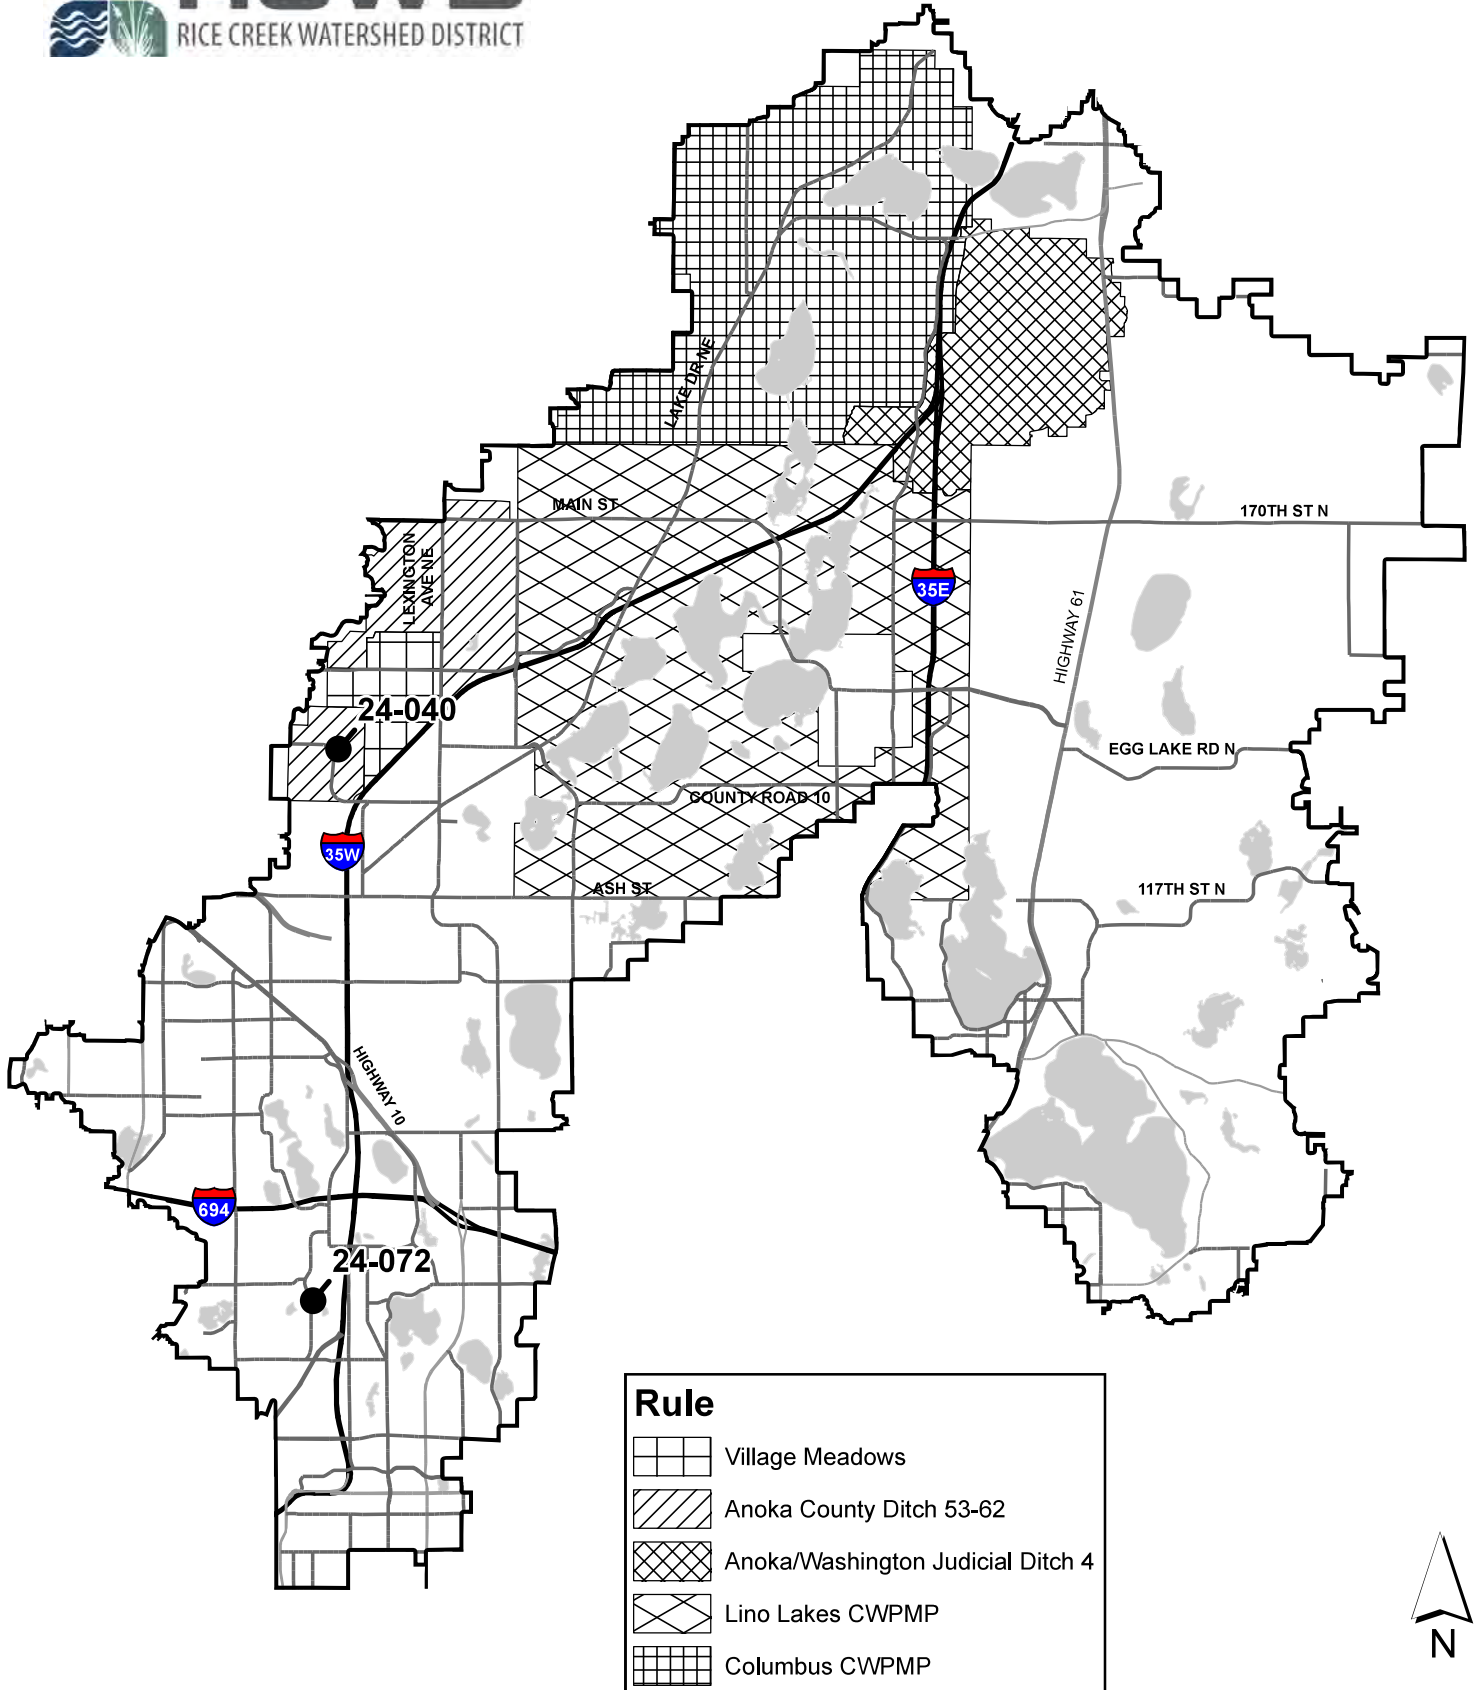 RICE CREEK WATERSHED DISTRICT
LAKE DR NE
MAIN ST
170TH ST N
LEXINGTON
AVE NE
35E
HIGHWAY 61
24-040
EGG LAKE RD N
COUNTY ROAD 10
35W
ASH ST
117TH ST N
HIGHWAY 10
694
24-072
Rule
Village Meadows
Anoka County Ditch 53-62
Anoka/Washington Judicial Ditch 4
Lino Lakes CWPMP
Columbus CWPMP
N